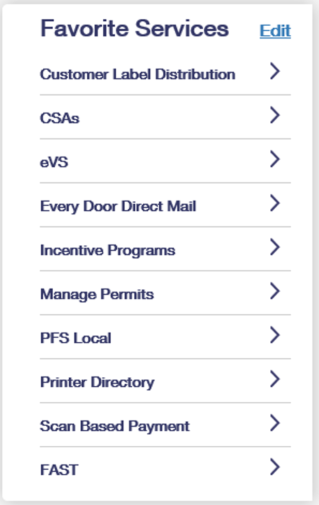 Favorite Services Edit
Customer Label Distribution
CSAs
eVS
Every Door Direct Mail
Incentive Programs
Manage Permits
PFS Local
Printer Directory
Scan Based Payment
FAST